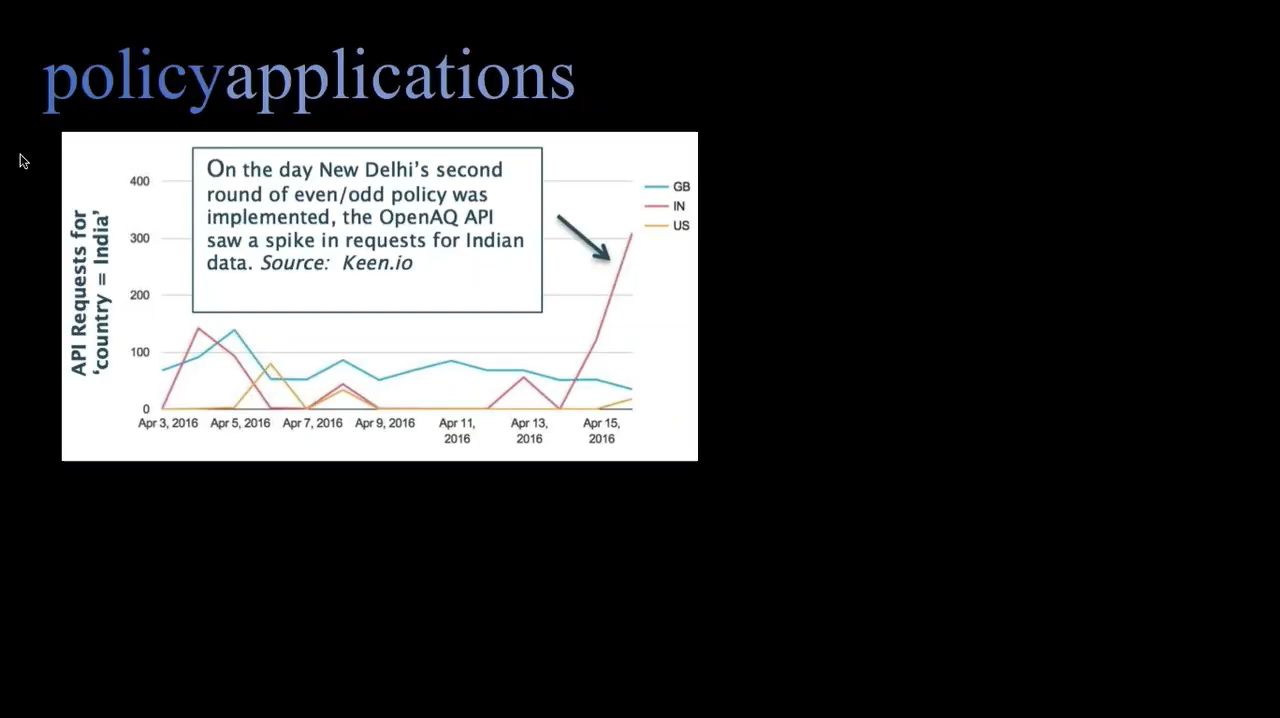 policyapplications
On the day New Delhi's second
round of even/odd policy was
implemented, the OpenAQ API
saw a spike in requests for Indian
data. Source: Keen.io
API Requests for
'country = India'
400
300
200
100
0
GB
IN
US
Apr 3, 2016 Apr 5, 2016 Apr 7, 2016 Apr 9, 2016 Apr 11, 2016 Apr 13, 2016 Apr 15, 2016